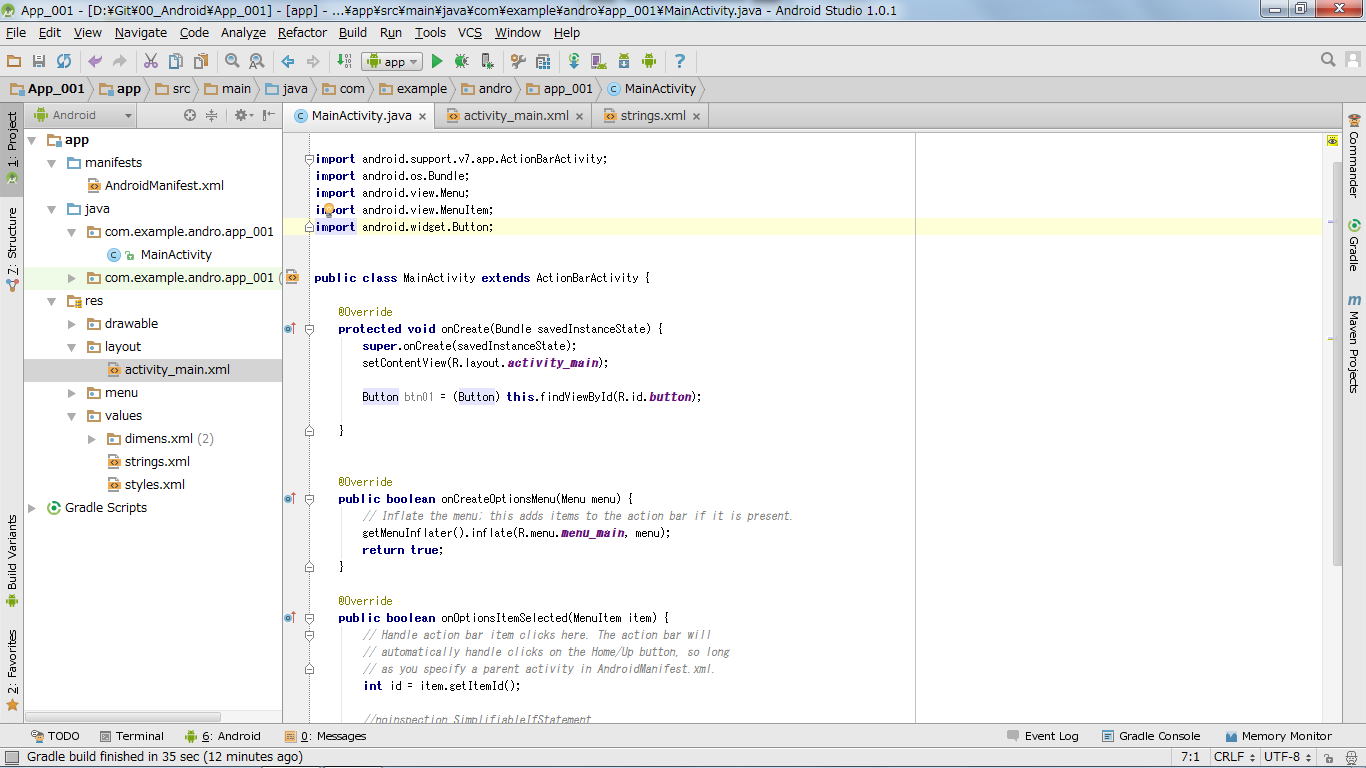 App_001 - [D:¥Git¥00_Android¥App_001] - [app] - ...¥app¥src¥main¥java¥com¥example¥andro¥app_001¥MainActivity.java - Android Studio 1.0.1
File Edit View Navigate Code Analyze Refactor Build Run Tools VCS Window Help
app
App_001 app src main java com example andro app_001 MainActivity
Android
MainActivity.java activity_main.xml strings.xml
1: Project
7: Structure
Build Variants
2: Favorites
app
manifests
AndroidManifest.xml
java
com.example.andro.app_001
MainActivity
com.example.andro.app_001 (
res
drawable
layout
activity_main.xml
menu
values
dimens.xml (2)
strings.xml
styles.xml
Gradle Scripts
import android.support.v7.app.ActionBarActivity;
import android.os.Bundle;
import android.view.Menu;
import android.view.MenuItem;
import android.widget.Button;
public class MainActivity extends ActionBarActivity {
@Override
protected void onCreate(Bundle savedInstanceState) {
super.onCreate(savedInstanceState);
setContentView(R.layout.activity_main);
Button btn01 = (Button) this.findViewById(R.id.button);
}
@Override
public boolean onCreateOptionsMenu(Menu menu) {
// Inflate the menu; this adds items to the action bar if it is present.
getMenuInflater().inflate(R.menu.menu_main, menu);
return true;
}
@Override
public boolean onOptionsItemSelected(MenuItem item) {
// Handle action bar item clicks here. The action bar will
// automatically handle clicks on the Home/Up button, so long
// as you specify a parent activity in AndroidManifest.xml.
int id = item.getItemId();
//noinspection SimplifiableIfStatement
Commander
Gradle
Maven Projects
TODO Terminal 6: Android 0: Messages Event Log Gradle Console Memory Monitor
Gradle build finished in 35 sec (12 minutes ago) 7:1 CRLF UTF-8